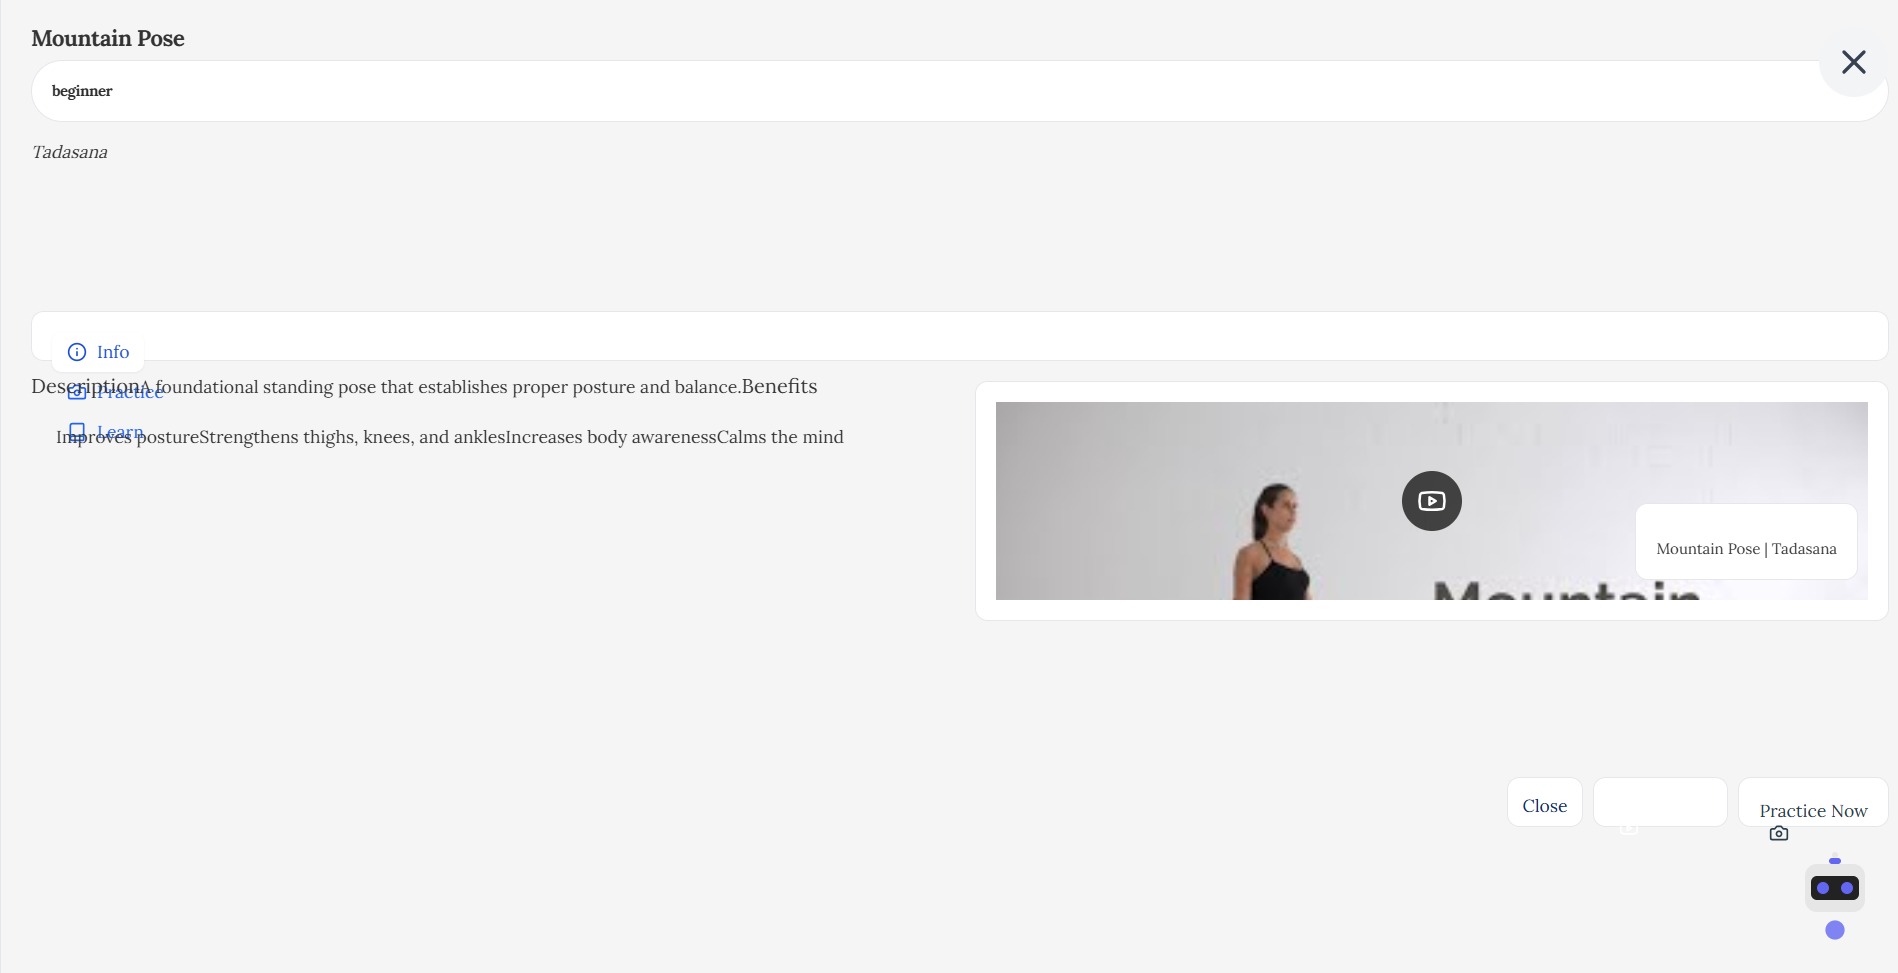 Mountain Pose
beginner
Tadasana
Info
DescriptionA foundational standing pose that establishes proper posture and balance.Benefits
Practice
Learn
Improves postureStrengthens thighs, knees, and anklesIncreases body awarenessCalms the mind
Mountain Pose | Tadasana
Mountain
Close
Practice Now